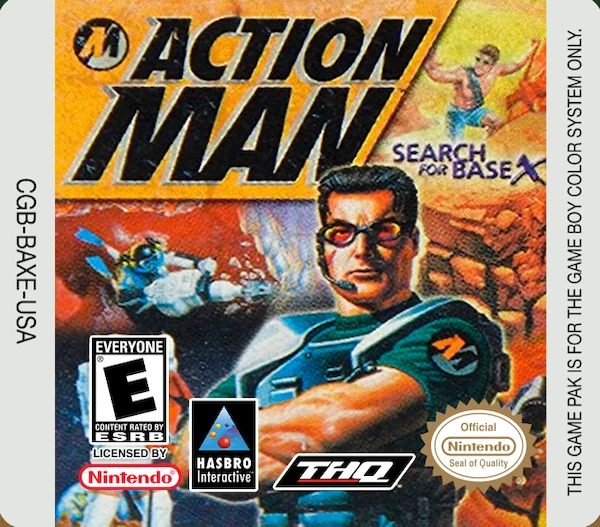 ACTION
MAN
SEARCH
FOR BASE X
CGB-BAXE-USA
THIS GAME PAK IS FOR THE GAME BOY COLOR SYSTEM ONLY.
EVERYONE
E
®
CONTENT RATED BY
ESRB
LICENSED BY
Nintendo®
HASBRO
Interactive™
THQ
Official
Nintendo
Seal of Quality